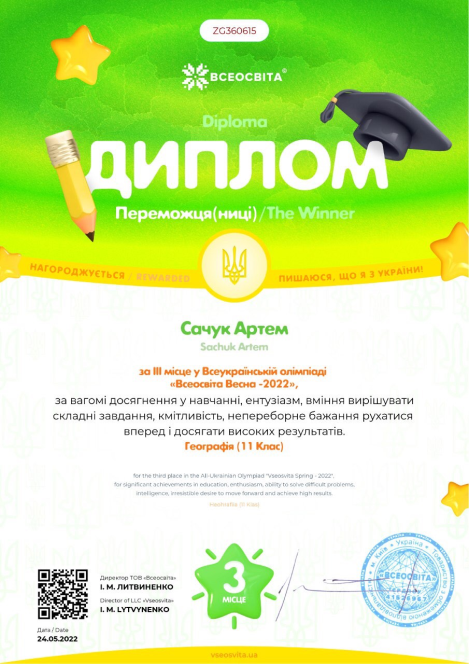 ZG360615
ВСЕОСВІТА®
Diploma
ДИПЛОМ
Переможця(ниці)/The Winner
НАГОРОДЖУЄТЬСЯ / REWARDED
ПИШАЮСЯ, ЩО Я З УКРАЇНИ!
Сачук Артем
Sachuk Artem
за III місце у Всеукраїнській олімпіаді
«Всеосвіта Весна -2022»,
за вагомі досягнення у навчанні, ентузіазм, вміння вирішувати
складні завдання, кмітливість, непереборне бажання рухатися
вперед і досягати високих результатів.
Географія (11 Клас)
for the third place in the All-Ukrainian Olympiad "Vseosvita Spring - 2022",
for significant achievements in education, enthusiasm, ability to solve difficult problems,
intelligence, irresistible desire to move forward and achieve high results.
Директор ТОВ «Всеосвіта»
І. М. ЛИТВИНЕНКО
Director of LLC «Vseosvita»
I. M. LYTVYNENKO
Дата / Date
24.05.2022
3
МІСЦЕ
Україна
м. Київ
ВСЕОСВІТА
vseosvita.ua